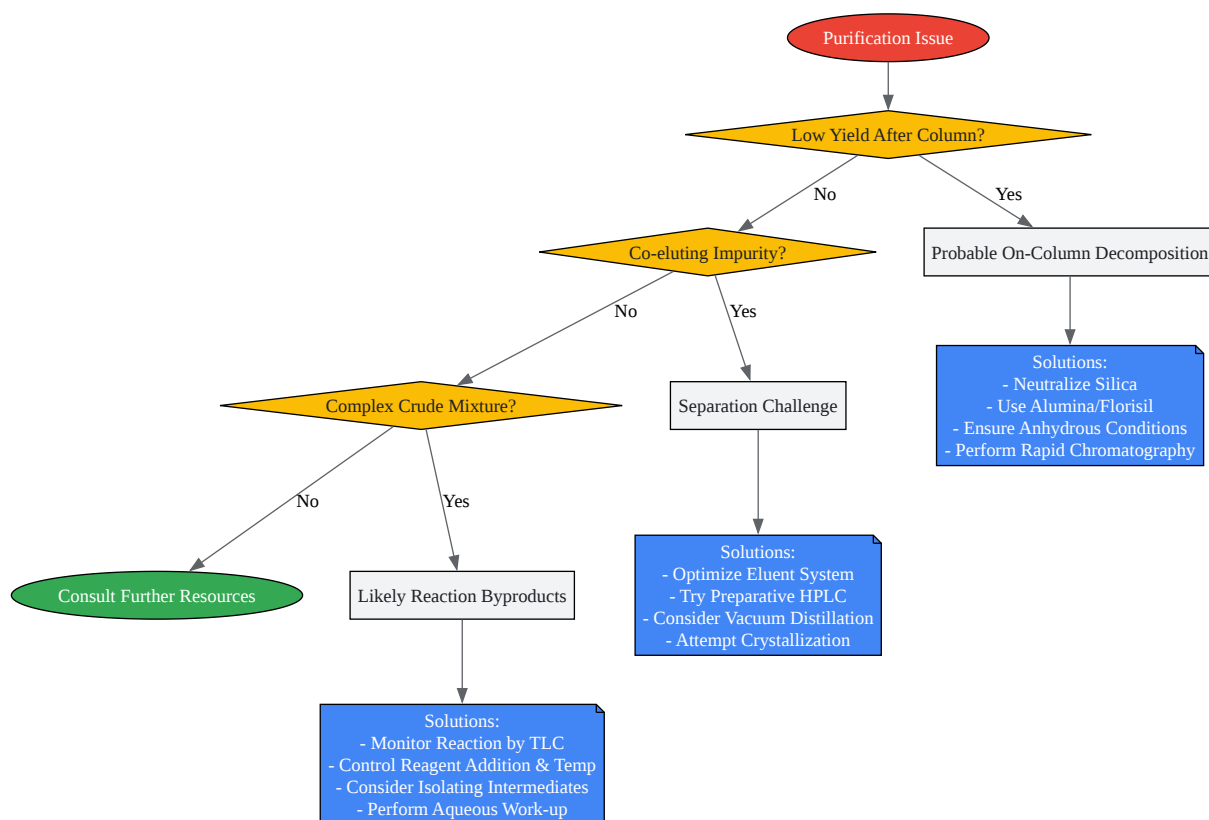 Purification Issue
Low Yield After Column?
No
Yes
Co-eluting Impurity?
Probable On-Column Decomposition
No
Yes
Solutions:
- Neutralize Silica
- Use Alumina/Florisil
- Ensure Anhydrous Conditions
- Perform Rapid Chromatography
Complex Crude Mixture?
Separation Challenge
No
Yes
Solutions:
- Optimize Eluent System
- Try Preparative HPLC
- Consider Vacuum Distillation
- Attempt Crystallization
Consult Further Resources
Likely Reaction Byproducts
Solutions:
- Monitor Reaction by TLC
- Control Reagent Addition & Temp
- Consider Isolating Intermediates
- Perform Aqueous Work-up